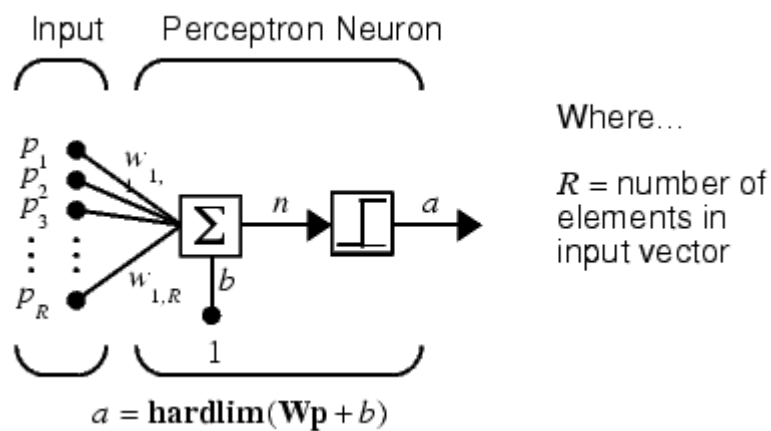 Input Perceptron Neuron
p1
p2
p3
pR
w1,
w1,R
Σ
n
a
b
1
Where...
R = number of
elements in
input vector
a = hardlim(Wp + b)